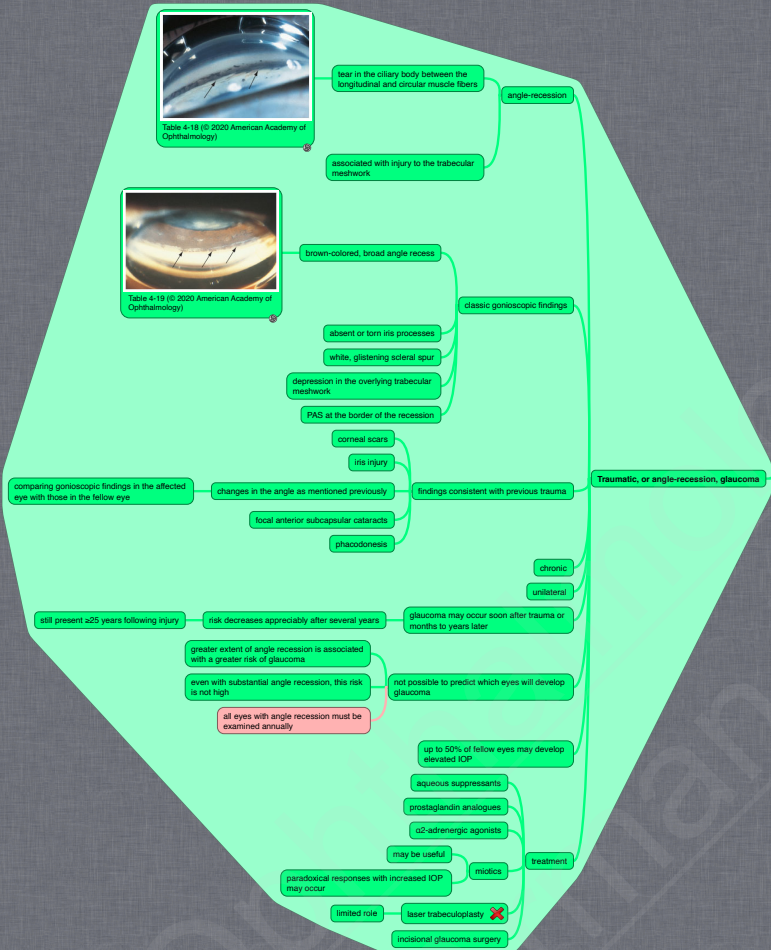 Table 4-18 (© 2020 American Academy of
Ophthalmology)
tear in the ciliary body between the
longitudinal and circular muscle fibers
angle-recession
associated with injury to the trabecular
meshwork
Table 4-19 (© 2020 American Academy of
Ophthalmology)
brown-colored, broad angle recess
classic gonioscopic findings
absent or torn iris processes
white, glistening scleral spur
depression in the overlying trabecular
meshwork
PAS at the border of the recession
corneal scars
iris injury
comparing gonioscopic findings in the affected
eye with those in the fellow eye
changes in the angle as mentioned previously
findings consistent with previous trauma
Traumatic, or angle-recession, glaucoma
focal anterior subcapsular cataracts
phacodonesis
chronic
unilateral
still present ≥25 years following injury
risk decreases appreciably after several years
glaucoma may occur soon after trauma or
months to years later
greater extent of angle recession is associated
with a greater risk of glaucoma
even with substantial angle recession, this risk
is not high
not possible to predict which eyes will develop
glaucoma
all eyes with angle recession must be
examined annually
up to 50% of fellow eyes may develop
elevated IOP
aqueous suppressants
prostaglandin analogues
α2-adrenergic agonists
may be useful
treatment
miotics
paradoxical responses with increased IOP
may occur
limited role
laser trabeculoplasty
incisional glaucoma surgery